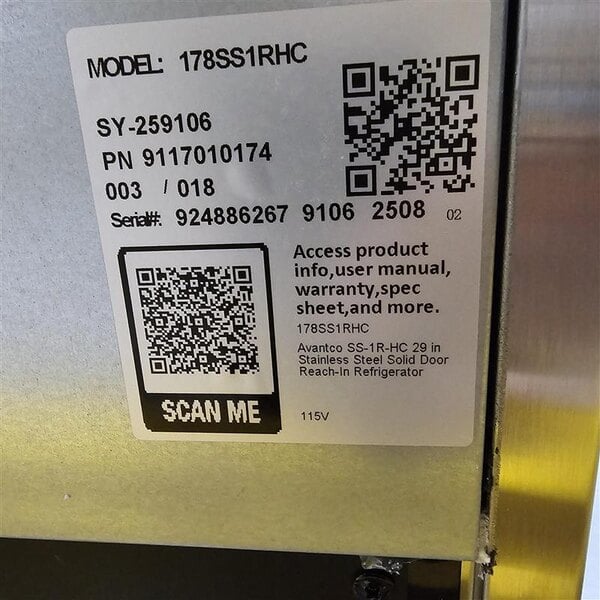 MODEL: 178SS1RHC
SY-259106
PN 9117010174
003 / 018
Serial#: 924886267 9106 2508 02
Access product
info,user manual,
warranty,spec
sheet,and more.
178SS1RHC
Avantco SS-1R-HC 29 in
Stainless Steel Solid Door
Reach-In Refrigerator
115V
SCAN ME